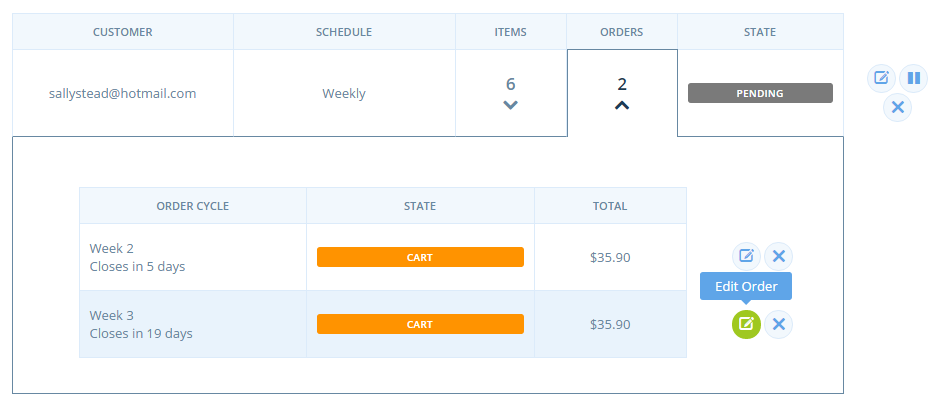 CUSTOMER SCHEDULE ITEMS ORDERS STATE
sallystead@hotmail.com Weekly 6 2 PENDING
ORDER CYCLE STATE TOTAL
Week 2
Closes in 5 days CART $35.90
Edit Order
Week 3
Closes in 19 days CART $35.90